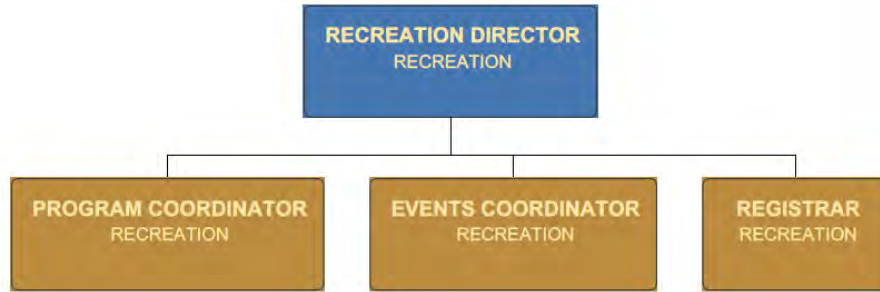 RECREATION DIRECTOR
RECREATION
PROGRAM COORDINATOR
RECREATION
EVENTS COORDINATOR
RECREATION
REGISTRAR
RECREATION